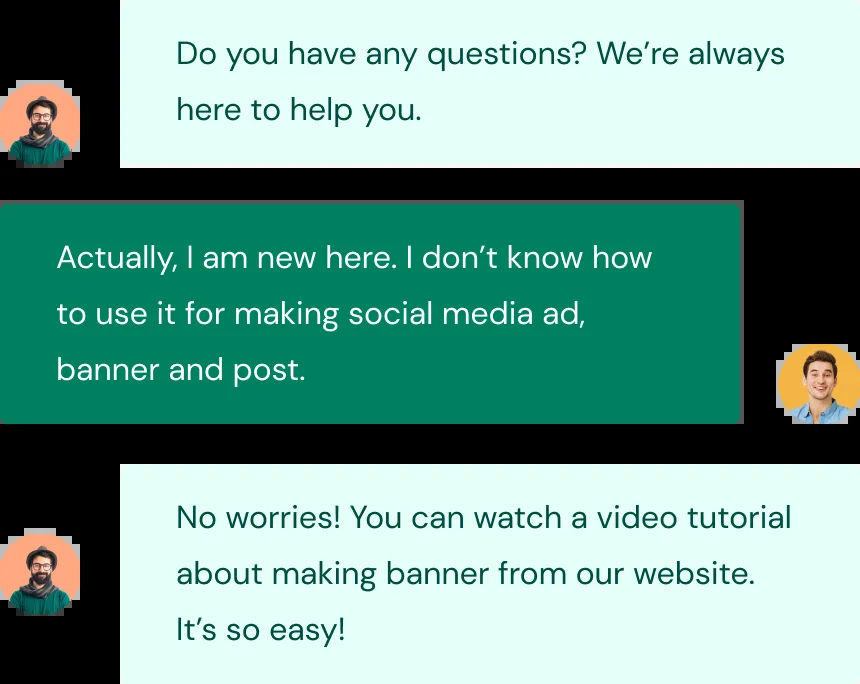 Do you have any questions? We’re always
here to help you.
Actually, I am new here. I don’t know how
to use it for making social media ad,
banner and post.
No worries! You can watch a video tutorial
about making banner from our website.
It’s so easy!